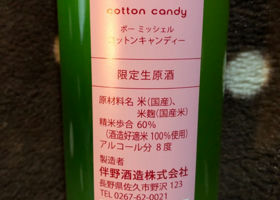 cotton candy
ボー ミッシェル
コットンキャンディー
限定生原酒
原材料名 米(国産)、
米麹(国産米)
精米歩合 60%
(酒造好適米 100%使用)
アルコール分 8度
製造者
伴野酒造株式会社
長野県佐久市野沢 123
TEL 0267-62-0021